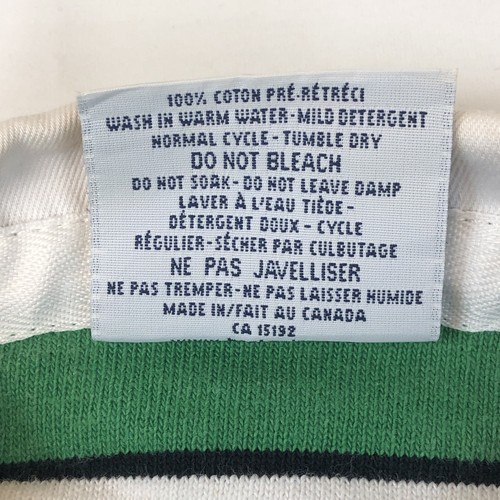 100% COTON PRÉ-RÉTRÉCI
WASH IN WARM WATER-MILD DETERGENT
NORMAL CYCLE-TUMBLE DRY
DO NOT BLEACH
DO NOT SOAK-DO NOT LEAVE DAMP
LAVER À L'EAU TIÈDE-
DÉTERGENT DOUX-CYCLE
RÉGULIER-SÉCHER PAR CULBUTAGE
NE PAS JAVELLISER
NE PAS TREMPER-NE PAS LAISSER HUMIDE
MADE IN/FAIT AU CANADA
CA 15192